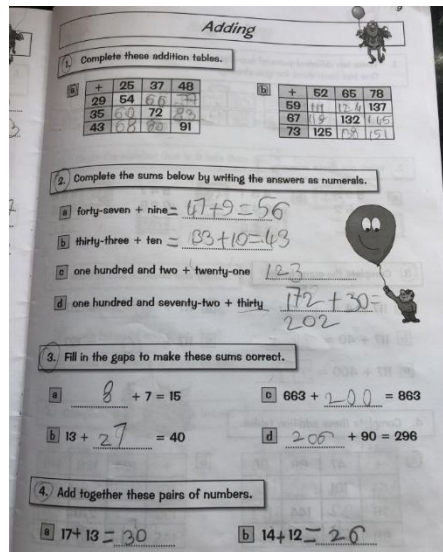 Adding
1. Complete these addition tables.
a + 25 37 48
29 54 66 77
35 60 72 83
43 68 80 91
b + 52 65 78
59 111 124 137
67 119 132 145
73 125 138 151
2. Complete the sums below by writing the answers as numerals.
a forty-seven + nine = 47+9=56
b thirty-three + ten = 33+10=43
c one hundred and two + twenty-one 123
d one hundred and seventy-two + thirty 172 + 30=
202
3. Fill in the gaps to make these sums correct.
a 8 + 7 = 15
c 663 + 200 = 863
b 13 + 27 = 40
d 206 + 90 = 296
4. Add together these pairs of numbers.
a 17+ 13 = 30
b 14+12 = 26